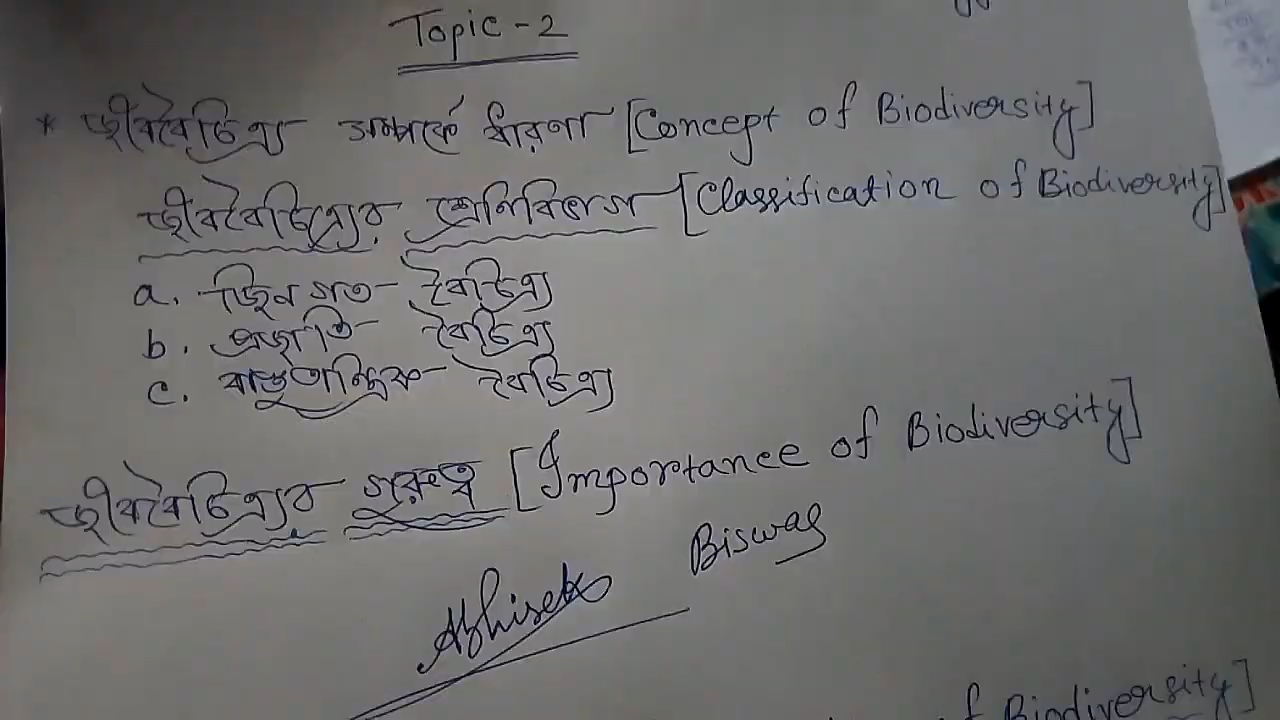 Topic - 2
* জীববৈচিত্র্য সম্পর্কে ধারণা [Concept of Biodiversity]
জীববৈচিত্র্যের শ্রেণিবিভাগ [Classification of Biodiversity]
a. জিনগত বৈচিত্র্য
b. প্রজাতি বৈচিত্র্য
c. বাস্তুতান্ত্রিক বৈচিত্র্য
জীববৈচিত্র্যের গুরুত্ব [Importance of Biodiversity]
Abhisek Biswas
of Biodiversity]